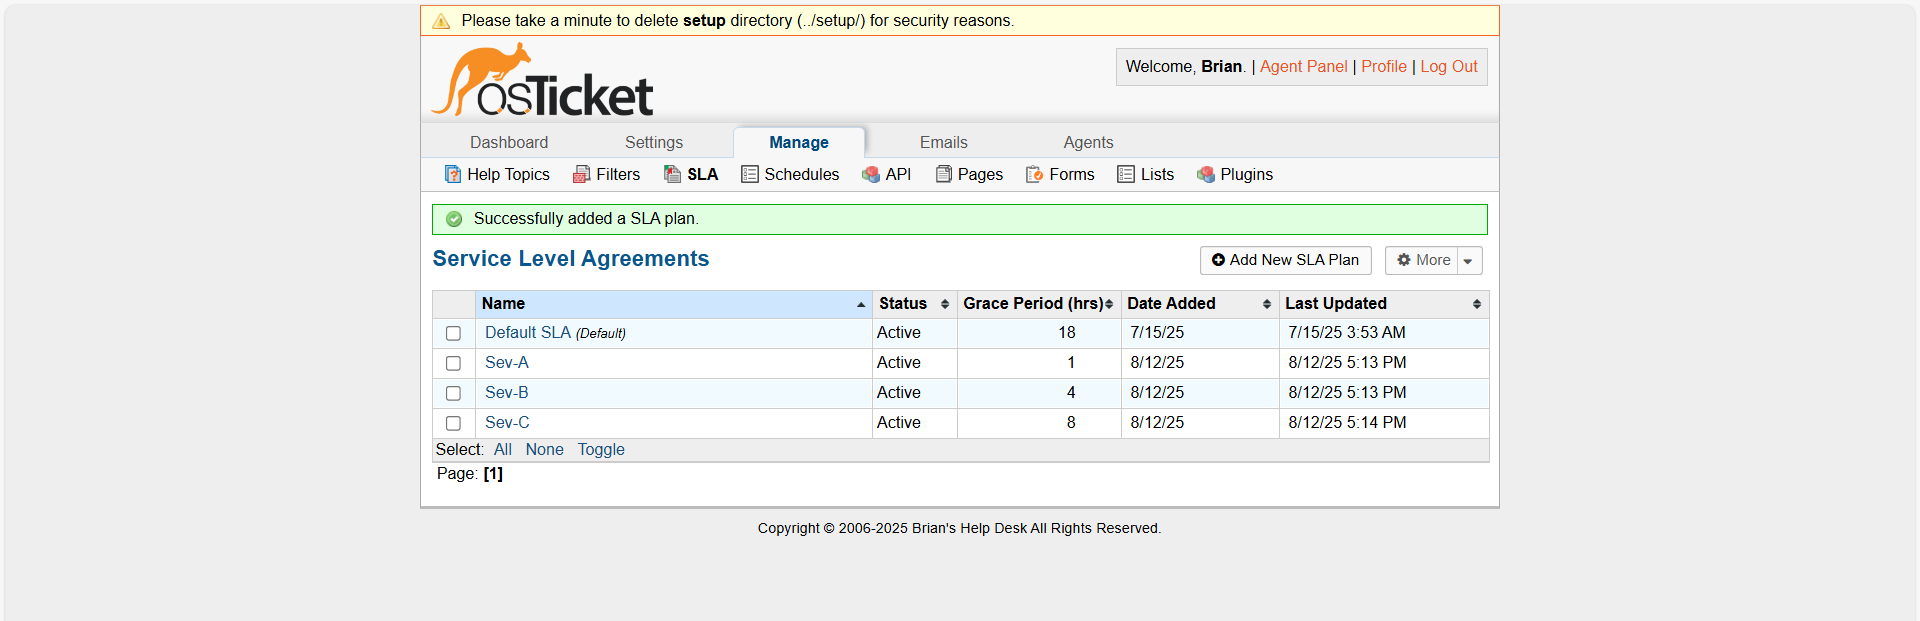 Please take a minute to delete setup directory (../setup/) for security reasons.
osTicket
Welcome, Brian. | Agent Panel | Profile | Log Out
Dashboard Settings Manage Emails Agents
Help Topics Filters SLA Schedules API Pages Forms Lists Plugins
Successfully added a SLA plan.
Service Level Agreements
Add New SLA Plan More
Name Status Grace Period (hrs) Date Added Last Updated
Default SLA (Default) Active 18 7/15/25 7/15/25 3:53 AM
Sev-A Active 1 8/12/25 8/12/25 5:13 PM
Sev-B Active 4 8/12/25 8/12/25 5:13 PM
Sev-C Active 8 8/12/25 8/12/25 5:14 PM
Select: All None Toggle
Page: [1]
Copyright © 2006-2025 Brian's Help Desk All Rights Reserved.